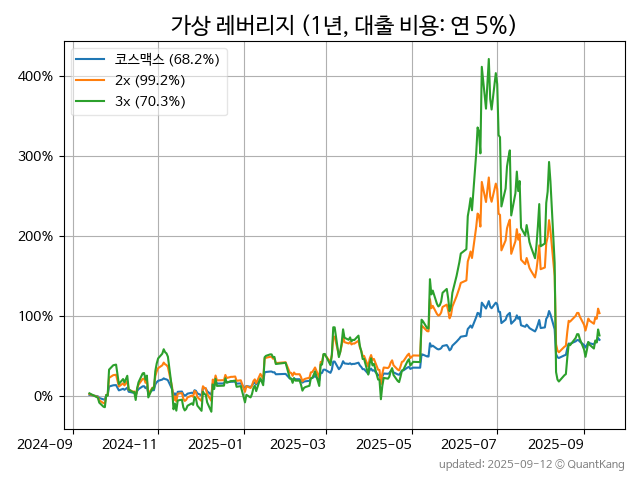 가상 레버리지 (1년, 대출 비용: 연 5%)
코스맥스 (68.2%)
2x (99.2%)
3x (70.3%)
400%
300%
200%
100%
0%
2024-09 2024-11 2025-01 2025-03 2025-05 2025-07 2025-09
updated: 2025-09-12 © QuantKang